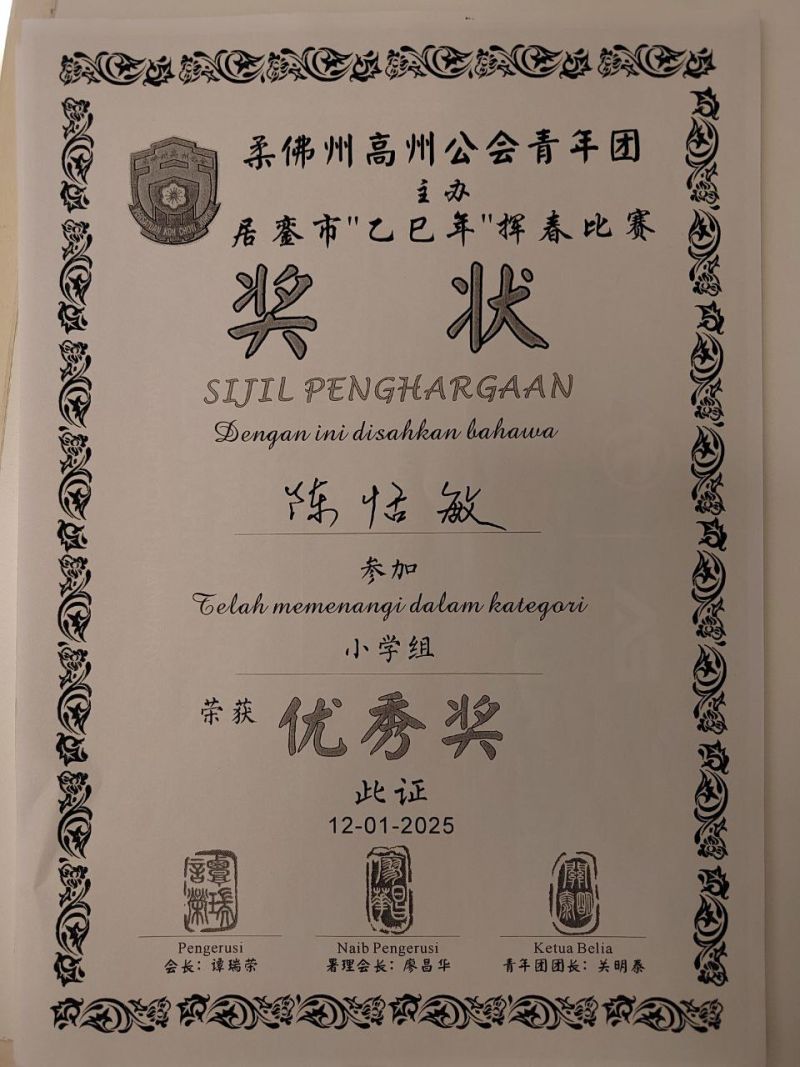 柔佛州高州公会青年团
主办
居銮市"乙巳年"挥春比赛
奖 状
SIJIL PENGHARGAAN
Dengan ini disahkan bahawa
陈恬敏
参加
Telah memenangi dalam kategori
小学组
荣获 优秀奖
此证
12-01-2025
Pengerusi Naib Pengerusi Ketua Belia
会长：谭瑞荣 署理会长：廖昌华 青年团团长：关明泰